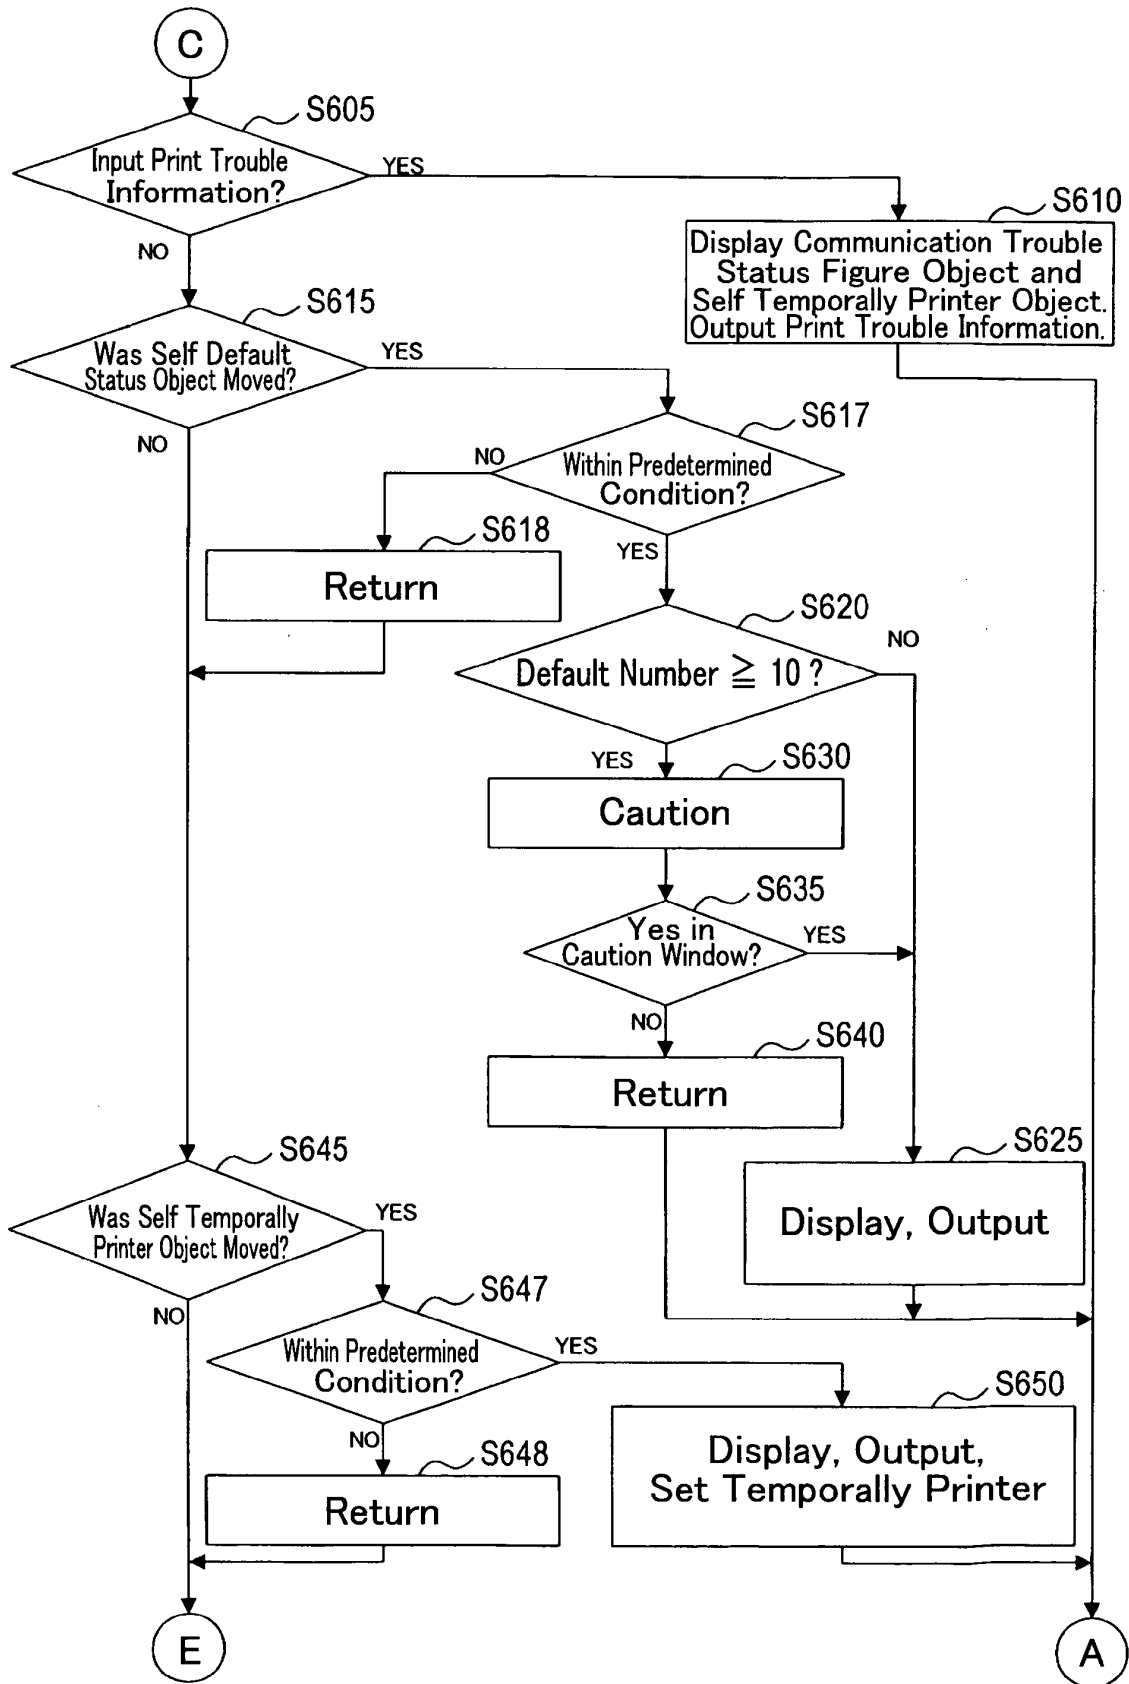 C
S605
Input Print Trouble
Information?
YES
NO
S610
Display Communication Trouble
Status Figure Object and
Self Temporally Printer Object.
Output Print Trouble Information.
S615
Was Self Default
Status Object Moved?
YES
NO
S617
Within Predetermined
Condition?
NO
YES
S618
Return
S620
Default Number ≧ 10 ?
NO
YES
S630
Caution
S635
Yes in
Caution Window?
YES
NO
S640
Return
S625
Display, Output
S645
Was Self Temporally
Printer Object Moved?
YES
NO
S647
Within Predetermined
Condition?
YES
NO
S648
Return
S650
Display, Output,
Set Temporally Printer
E
A